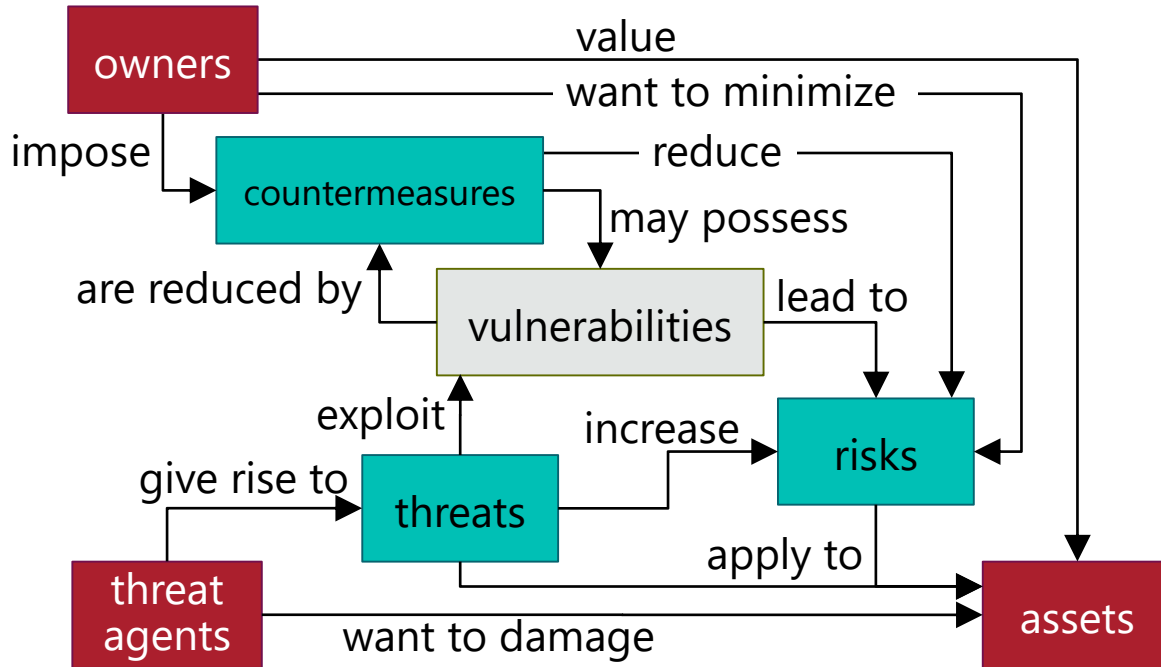 value
owners
want to minimize
impose
reduce
countermeasures
may possess
are reduced by
lead to
vulnerabilities
exploit
increase
risks
give rise to
threats
apply to
threat
agents
want to damage
assets